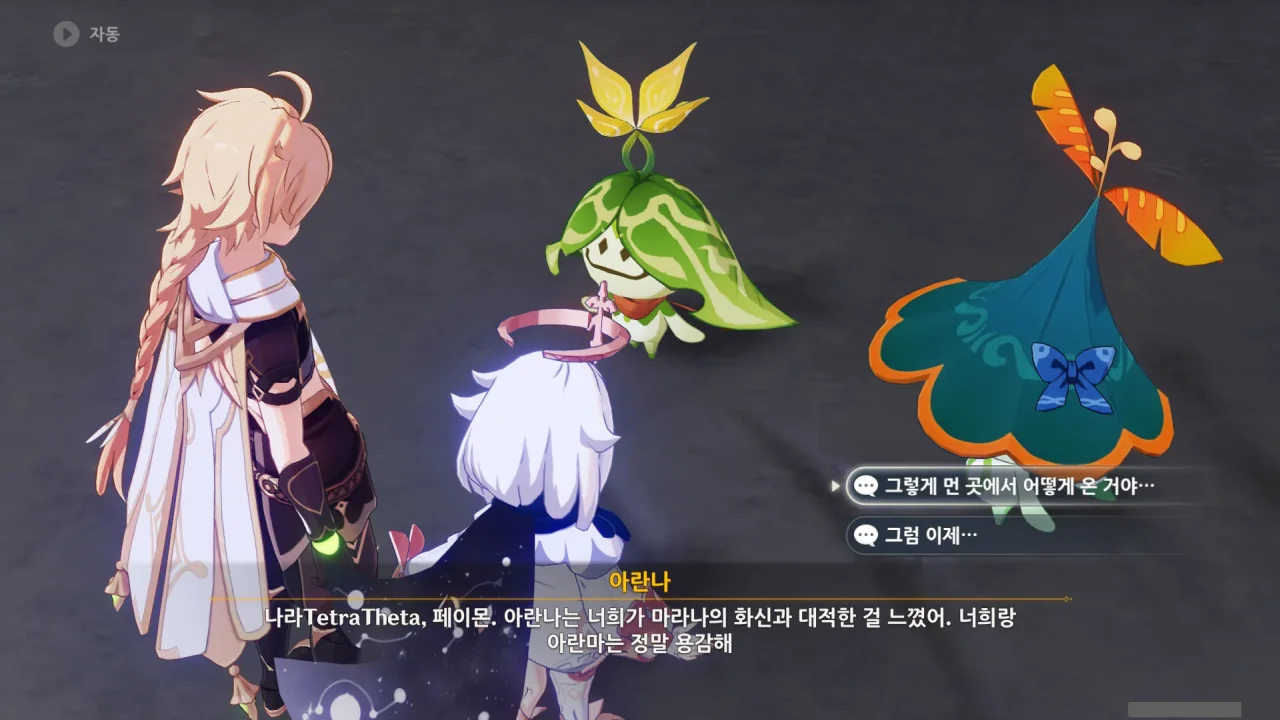 자동
그렇게 먼 곳에서 어떻게 온 거야…
그럼 이제…
아란나
나라TetraTheta, 페이몬. 아란나는 너희가 마라나의 화신과 대적한 걸 느꼈어. 너희랑
아란마는 정말 용감해